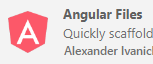 Angular Files
Quickly scaffold
Alexander Ivanic